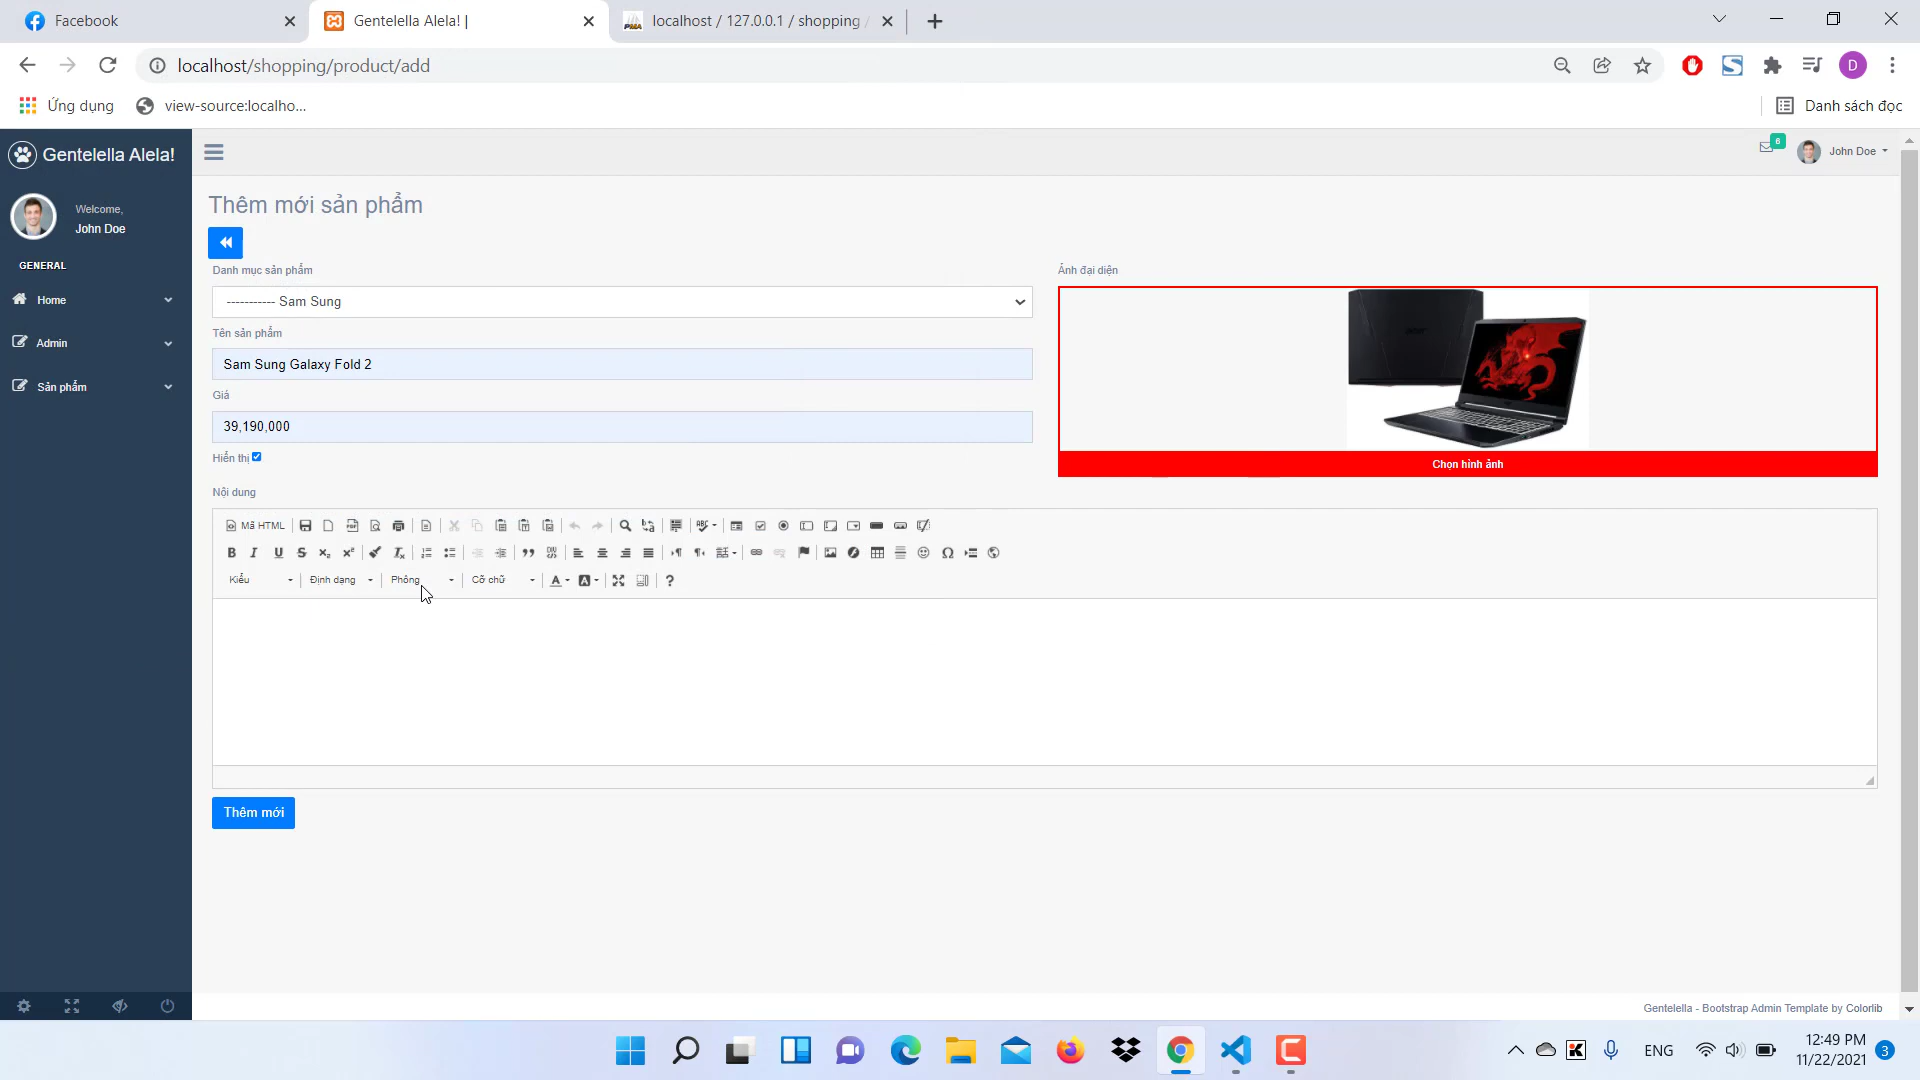 Facebook
Gentelella Alela! |
localhost / 127.0.0.1 / shopping /
localhost/shopping/product/add
D
Ứng dụng
view-source:localho...
Danh sách đọc
Gentelella Alela!
6
John Doe
Welcome,
John Doe
GENERAL
Home
Admin
Sản phẩm
Thêm mới sản phẩm
Danh mục sản phẩm
----------- Sam Sung
Tên sản phẩm
Sam Sung Galaxy Fold 2
Giá
39,190,000
Hiển thị
Ảnh đại diện
Chọn hình ảnh
Nội dung
Mã HTML
Kiểu
Định dạng
Phông
Cỡ chữ
Thêm mới
Gentelella - Bootstrap Admin Template by Colorlib
ENG
12:49 PM
11/22/2021
3